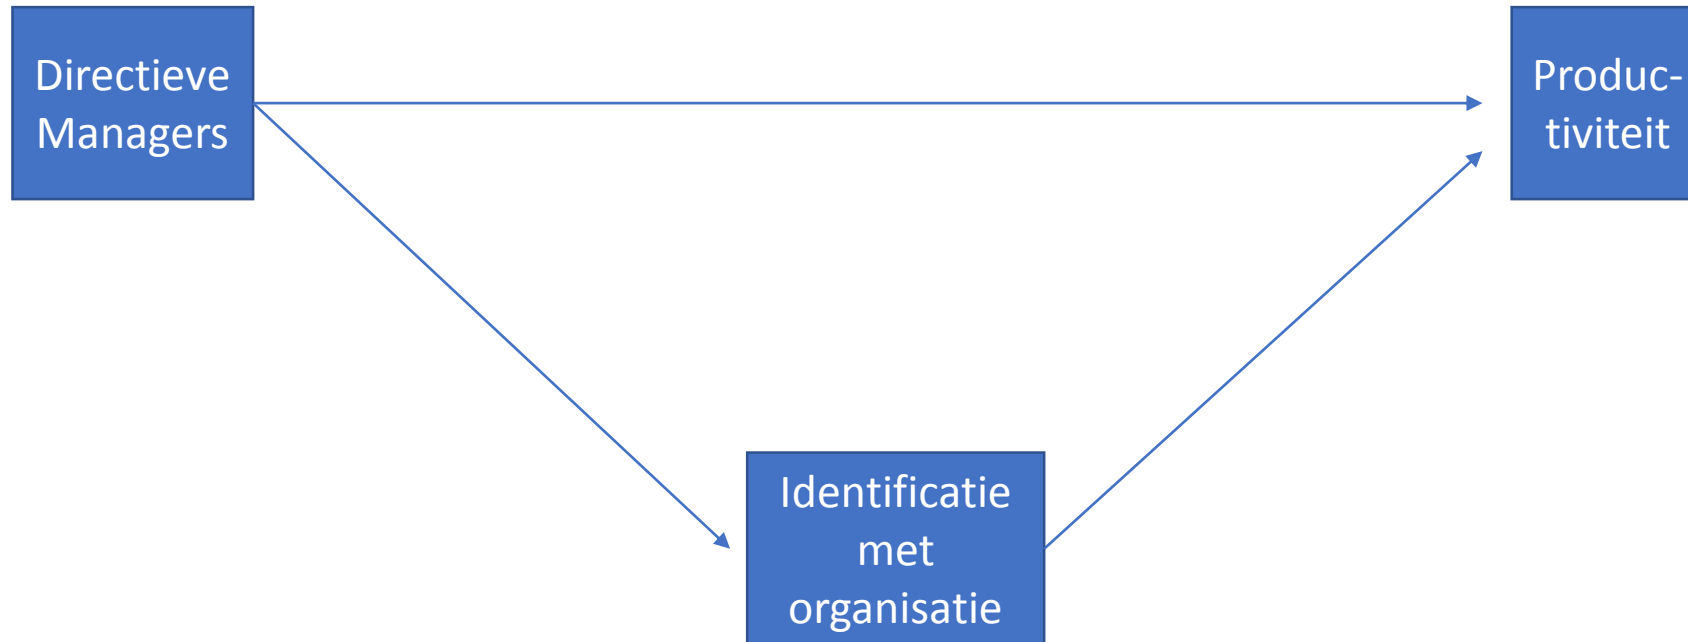 Directieve
Managers
Produc-
tiviteit
Identificatie
met
organisatie